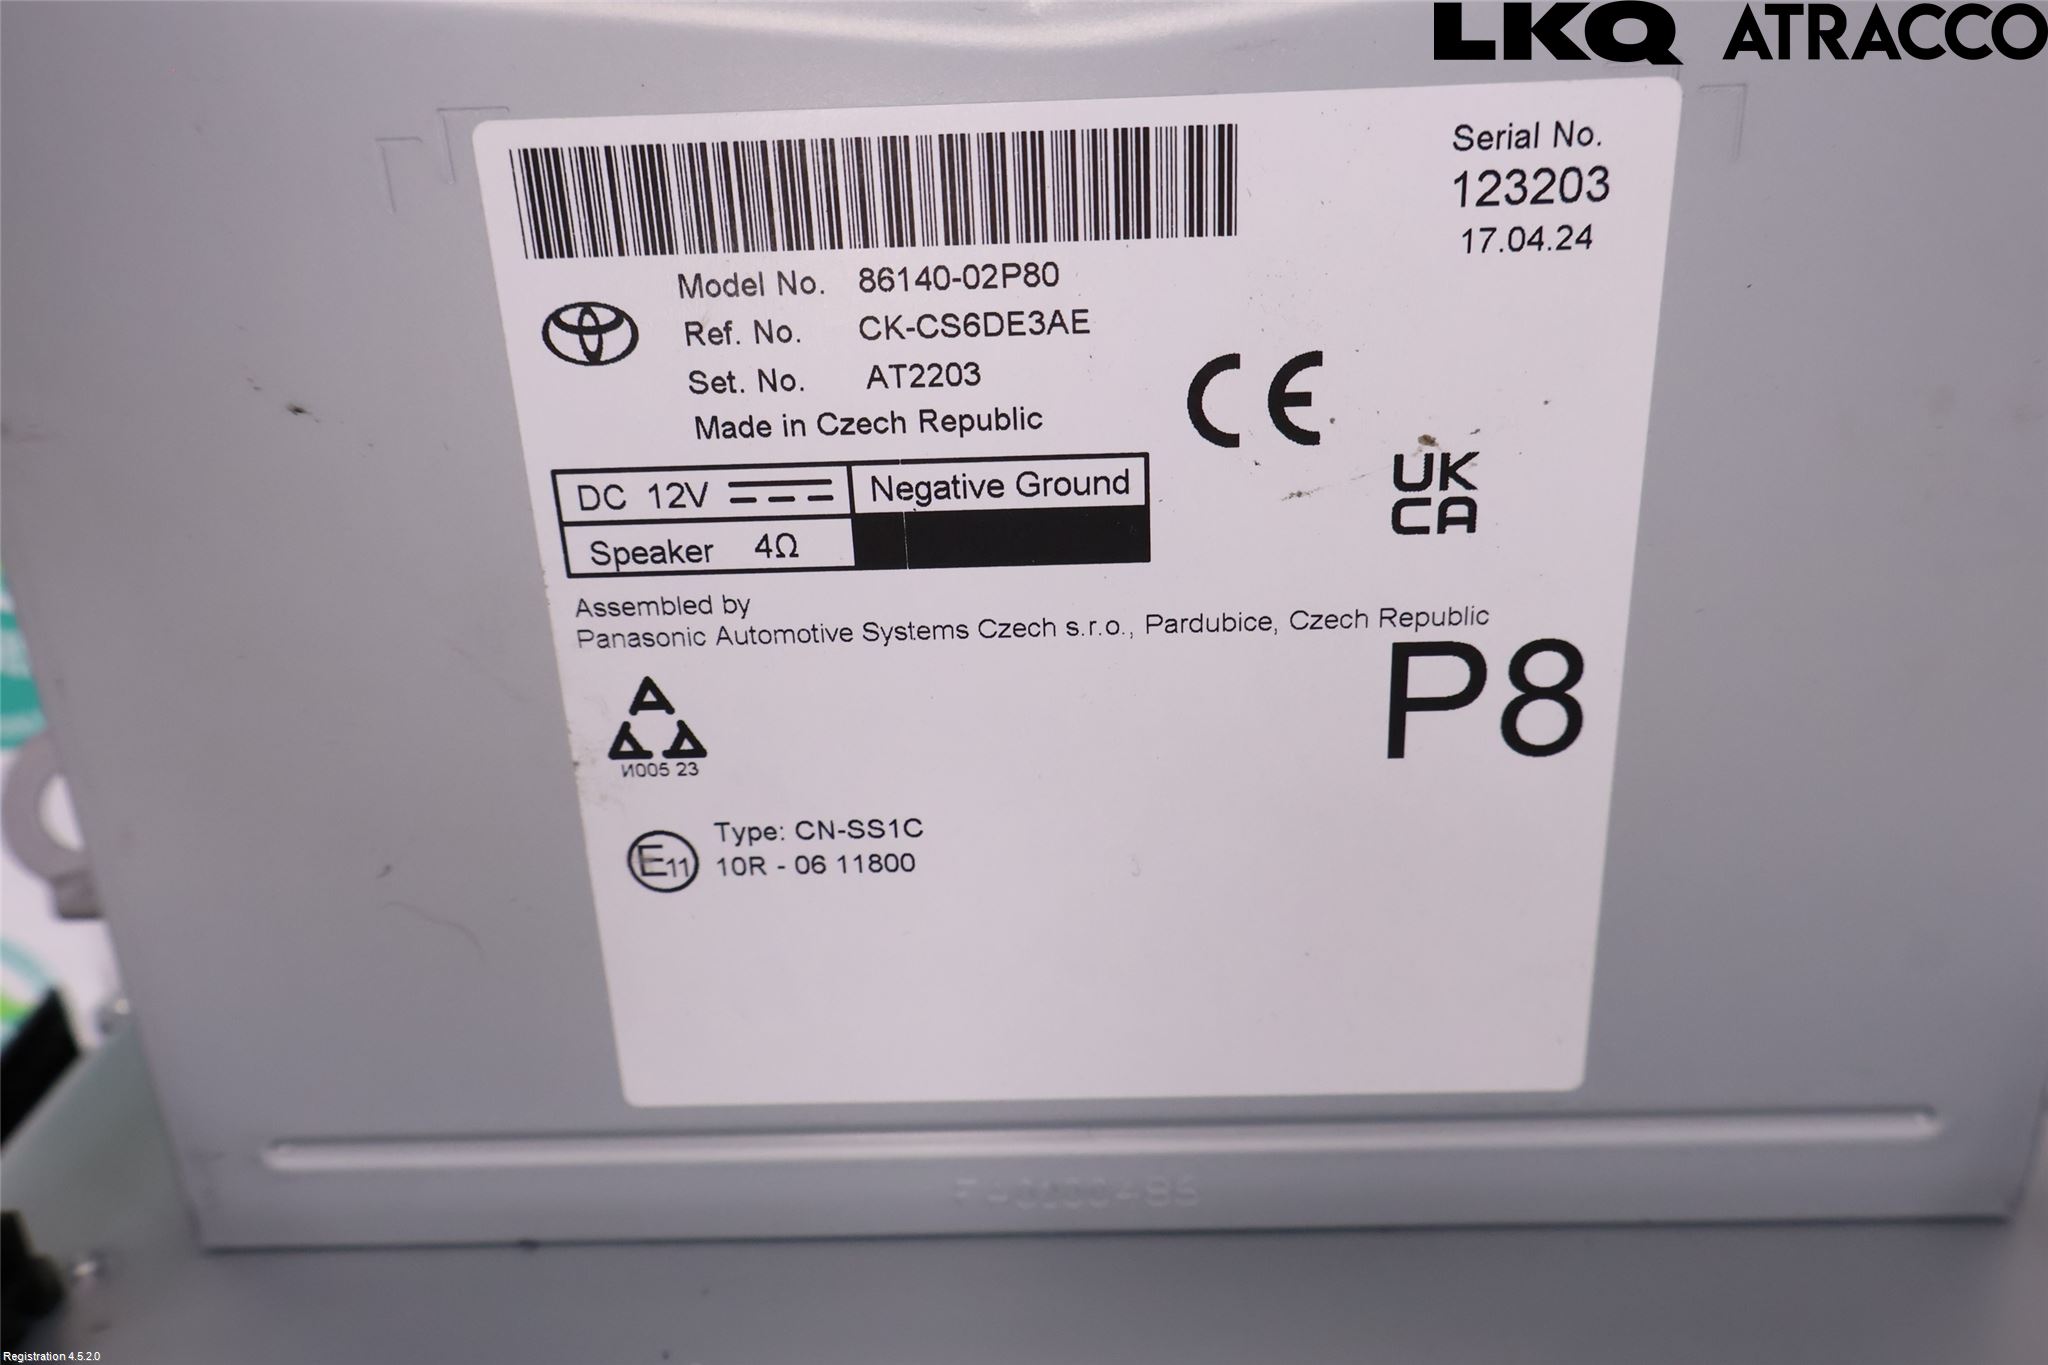 LKQ ATRACCO
Serial No.
123203
17.04.24
Model No. 86140-02P80
Ref. No. CK-CS6DE3AE
Set. No. AT2203
Made in Czech Republic
CE
UK
CA
DC 12V Negative Ground
Speaker 4Ω
Assembled by
Panasonic Automotive Systems Czech s.r.o., Pardubice, Czech Republic
P8
И005 23
E11
Type: CN-SS1C
10R - 06 11800
Registration 4.5.2.0